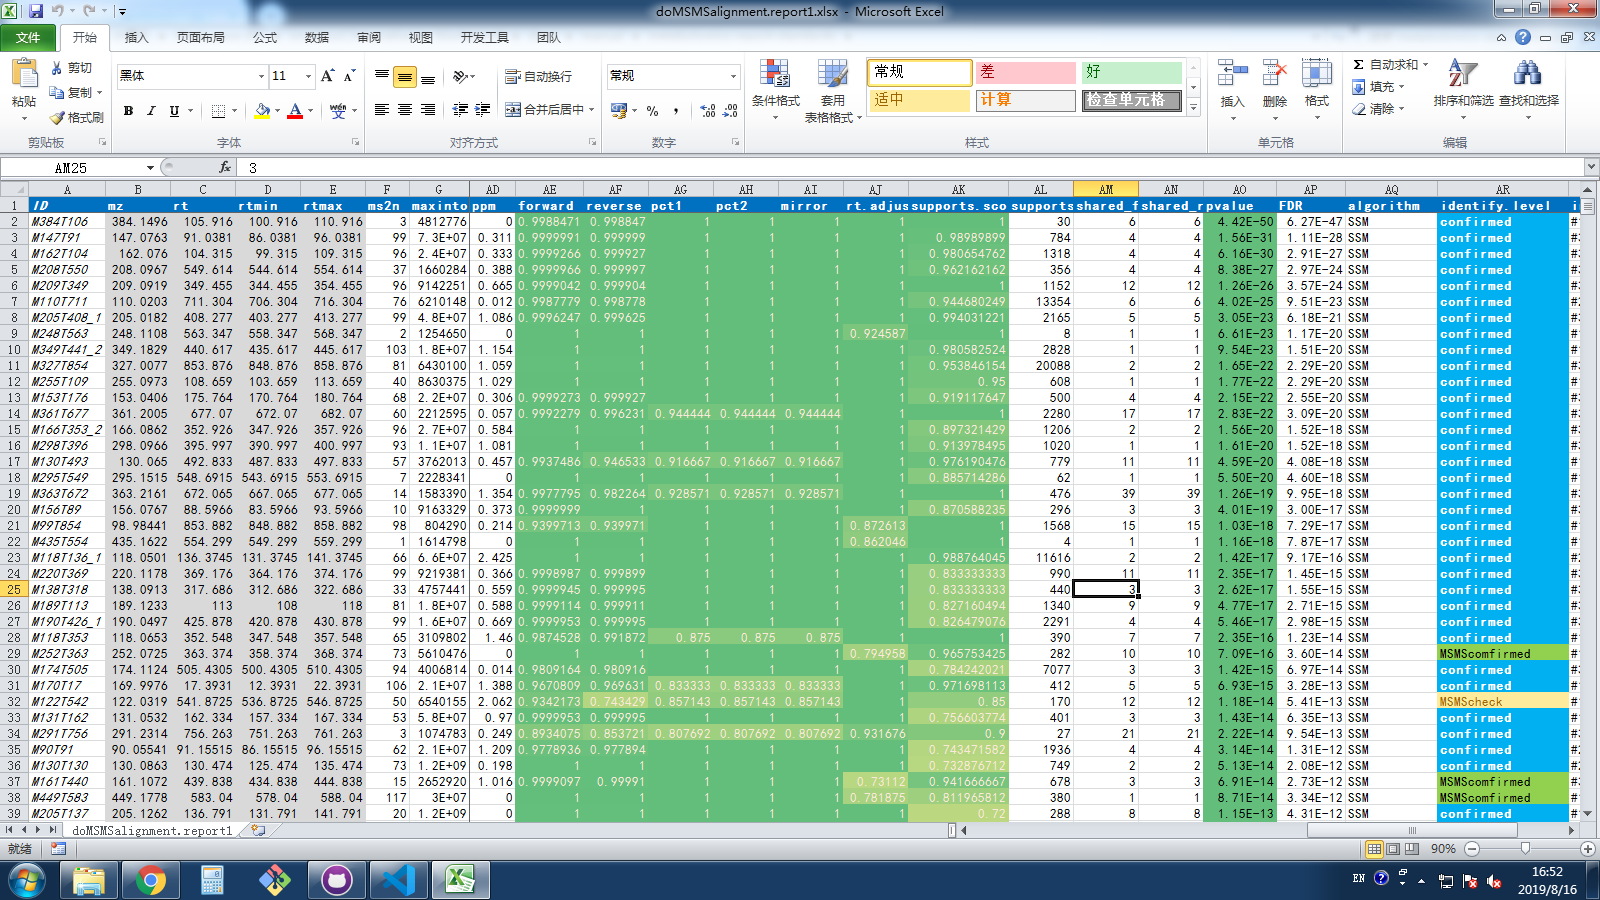 doMSMSalignment.report1.xlsx - Microsoft Excel
文件 开始 插入 页面布局 公式 数据 审阅 视图 开发工具 团队
粘贴 剪切 复制 格式刷 剪贴板
黑体 11 B I U 字体
自动换行 合并后居中 对齐方式
常规 % , 数字
条件格式 套用表格格式 常规 差 好 适中 计算 检查单元格 样式
插入 删除 格式 单元格
Σ 自动求和 填充 清除 排序和筛选 查找和选择 编辑
AM25 fx 3
A B C D E F G AD AE AF AG AH AI AJ AK AL AM AN AO AP AQ AR
1 ID mz rt rtmin rtmax ms2n maxinto ppm forward reverse pct1 pct2 mirror rt.adjus supports.sco supports shared_f shared_r pvalue FDR algorithm identify.level
2 M384T106 384.1496 105.916 100.916 110.916 3 4812776 0 0.9988471 0.998847 1 1 1 1 1 30 6 6 4.42E-50 6.27E-47 SSM confirmed
3 M147T91 147.0763 91.0381 86.0381 96.0381 99 7.3E+07 0.311 0.9999991 0.999999 1 1 1 1 0.98989899 784 4 4 1.56E-31 1.11E-28 SSM confirmed
4 M162T104 162.076 104.315 99.315 109.315 96 2.4E+07 0.333 0.9999266 0.999927 1 1 1 1 0.980654762 1318 4 4 6.16E-30 2.91E-27 SSM confirmed
5 M208T550 208.0967 549.614 544.614 554.614 37 1660284 0.388 0.9999966 0.999997 1 1 1 1 0.962162162 356 4 4 8.38E-27 2.97E-24 SSM confirmed
6 M209T349 209.0919 349.455 344.455 354.455 96 9142251 0.665 0.9999042 0.999904 1 1 1 1 1 1152 12 12 1.26E-26 3.57E-24 SSM confirmed
7 M110T711 110.0203 711.304 706.304 716.304 76 6210148 0.012 0.9987779 0.998778 1 1 1 1 0.944680249 13354 6 6 4.02E-25 9.51E-23 SSM confirmed
8 M205T408_1 205.0182 408.277 403.277 413.277 99 4.8E+07 1.086 0.9996247 0.999625 1 1 1 1 0.994031221 2165 5 5 3.05E-23 6.18E-21 SSM confirmed
9 M248T563 248.1108 563.347 558.347 568.347 2 1254650 0 1 1 1 1 1 0.924587 1 8 1 1 6.61E-23 1.17E-20 SSM confirmed
10 M349T441_2 349.1829 440.617 435.617 445.617 103 1.8E+07 1.154 1 1 1 1 1 1 0.980582524 2828 1 1 9.54E-23 1.51E-20 SSM confirmed
11 M327T854 327.0077 853.876 848.876 858.876 81 6430100 1.059 1 1 1 1 1 1 0.953846154 20088 2 2 1.65E-22 2.29E-20 SSM confirmed
12 M255T109 255.0973 108.659 103.659 113.659 40 8630375 1.029 1 1 1 1 1 1 0.95 608 1 1 1.77E-22 2.29E-20 SSM confirmed
13 M153T176 153.0406 175.764 170.764 180.764 68 2.2E+07 0.306 0.9999273 0.999927 1 1 1 1 0.919117647 500 4 4 2.15E-22 2.55E-20 SSM confirmed
14 M361T677 361.2005 677.07 672.07 682.07 60 2212595 0.057 0.9992279 0.996231 0.944444 0.944444 0.944444 1 1 2280 17 17 2.83E-22 3.09E-20 SSM confirmed
15 M166T353_2 166.0862 352.926 347.926 357.926 96 2.7E+07 0.584 1 1 1 1 1 1 0.897321429 1206 2 2 1.56E-20 1.52E-18 SSM confirmed
16 M298T396 298.0966 395.997 390.997 400.997 93 1.1E+07 1.081 1 1 1 1 1 1 0.913978495 1020 1 1 1.61E-20 1.52E-18 SSM confirmed
17 M130T493 130.065 492.833 487.833 497.833 57 3762013 0.457 0.9937486 0.946533 0.916667 0.916667 0.916667 1 0.976190476 779 11 11 4.59E-20 4.08E-18 SSM confirmed
18 M295T549 295.1515 548.6915 543.6915 553.6915 7 2228341 0 1 1 1 1 1 1 0.885714286 62 1 1 5.50E-20 4.60E-18 SSM confirmed
19 M363T672 363.2161 672.065 667.065 677.065 14 1583390 1.354 0.9977795 0.982264 0.928571 0.928571 0.928571 1 1 476 39 39 1.26E-19 9.95E-18 SSM confirmed
20 M156T89 156.0767 88.5966 83.5966 93.5966 10 9163329 0.373 0.9999999 1 1 1 1 1 0.870588235 296 3 3 4.01E-19 3.00E-17 SSM confirmed
21 M99T854 98.98441 853.882 848.882 858.882 98 804290 0.214 0.9399713 0.939971 1 1 1 0.872613 1 1568 15 15 1.03E-18 7.29E-17 SSM confirmed
22 M435T554 435.1622 554.299 549.299 559.299 1 1614798 0 1 1 1 1 1 0.862046 1 4 1 1 1.16E-18 7.87E-17 SSM confirmed
23 M118T136_1 118.0501 136.3745 131.3745 141.3745 66 6.6E+07 2.425 1 1 1 1 1 1 0.988764045 11616 2 2 1.42E-17 9.17E-16 SSM confirmed
24 M220T369 220.1178 369.176 364.176 374.176 99 9219381 0.366 0.9998987 0.999899 1 1 1 1 0.833333333 990 11 11 2.35E-17 1.45E-15 SSM confirmed
25 M138T318 138.0913 317.686 312.686 322.686 33 4757441 0.559 0.9999945 0.999995 1 1 1 1 0.833333333 440 3 3 2.62E-17 1.55E-15 SSM confirmed
26 M189T113 189.1233 113 108 118 81 1.8E+07 0.588 0.9999114 0.999911 1 1 1 1 0.827160494 1340 9 9 4.77E-17 2.71E-15 SSM confirmed
27 M190T426_1 190.0497 425.878 420.878 430.878 99 1.6E+07 0.669 0.9999953 0.999995 1 1 1 1 0.826479076 2291 4 4 5.46E-17 2.98E-15 SSM confirmed
28 M118T353 118.0653 352.548 347.548 357.548 65 3109802 1.46 0.9874528 0.991872 0.875 0.875 0.875 1 1 390 7 7 2.35E-16 1.23E-14 SSM confirmed
29 M252T363 252.0725 363.374 358.374 368.374 73 5610476 0 1 1 1 1 1 0.794958 0.965753425 282 10 10 7.09E-16 3.60E-14 SSM MSMScomfirmed
30 M174T505 174.1124 505.4305 500.4305 510.4305 94 4006814 0.014 0.9809164 0.980916 1 1 1 1 0.784242021 7077 3 3 1.42E-15 6.97E-14 SSM confirmed
31 M170T17 169.9976 17.3931 12.3931 22.3931 106 2.1E+07 1.388 0.9670809 0.969631 0.833333 0.833333 0.833333 1 0.971698113 412 5 5 6.93E-15 3.28E-13 SSM confirmed
32 M122T542 122.0319 541.8725 536.8725 546.8725 50 6540155 2.062 0.9342173 0.743429 0.857143 0.857143 0.857143 1 0.85 170 12 12 1.18E-14 5.41E-13 SSM MSMScheck
33 M131T162 131.0532 162.334 157.334 167.334 53 5.8E+07 0.97 0.9999953 0.999995 1 1 1 1 0.756603774 401 3 3 1.43E-14 6.35E-13 SSM confirmed
34 M291T756 291.2314 756.263 751.263 761.263 3 1074783 0.249 0.8934075 0.853721 0.807692 0.807692 0.807692 0.931676 0.9 27 21 21 2.22E-14 9.54E-13 SSM confirmed
35 M90T91 90.05541 91.15515 86.15515 96.15515 62 2.1E+07 1.209 0.9778936 0.977894 1 1 1 1 0.743471582 1936 4 4 3.14E-14 1.31E-12 SSM confirmed
36 M130T130 130.0863 130.474 125.474 135.474 73 1.2E+09 0.198 1 1 1 1 1 1 0.732876712 749 2 2 5.13E-14 2.08E-12 SSM confirmed
37 M161T440 161.1072 439.838 434.838 444.838 15 2652920 1.016 0.9999097 0.99991 1 1 1 0.73112 0.941666667 678 3 3 6.91E-14 2.73E-12 SSM MSMScomfirmed
38 M449T583 449.1778 583.04 578.04 588.04 117 3E+07 0 1 1 1 1 1 0.781875 0.811965812 380 1 1 8.71E-14 3.34E-12 SSM MSMScomfirmed
39 M205T137 205.1262 136.791 131.791 141.791 20 1.2E+09 0 1 1 1 1 1 1 0.72 288 8 8 1.15E-13 4.31E-12 SSM confirmed
doMSMSalignment.report1
就绪 90%
EN 16:52
2019/8/16